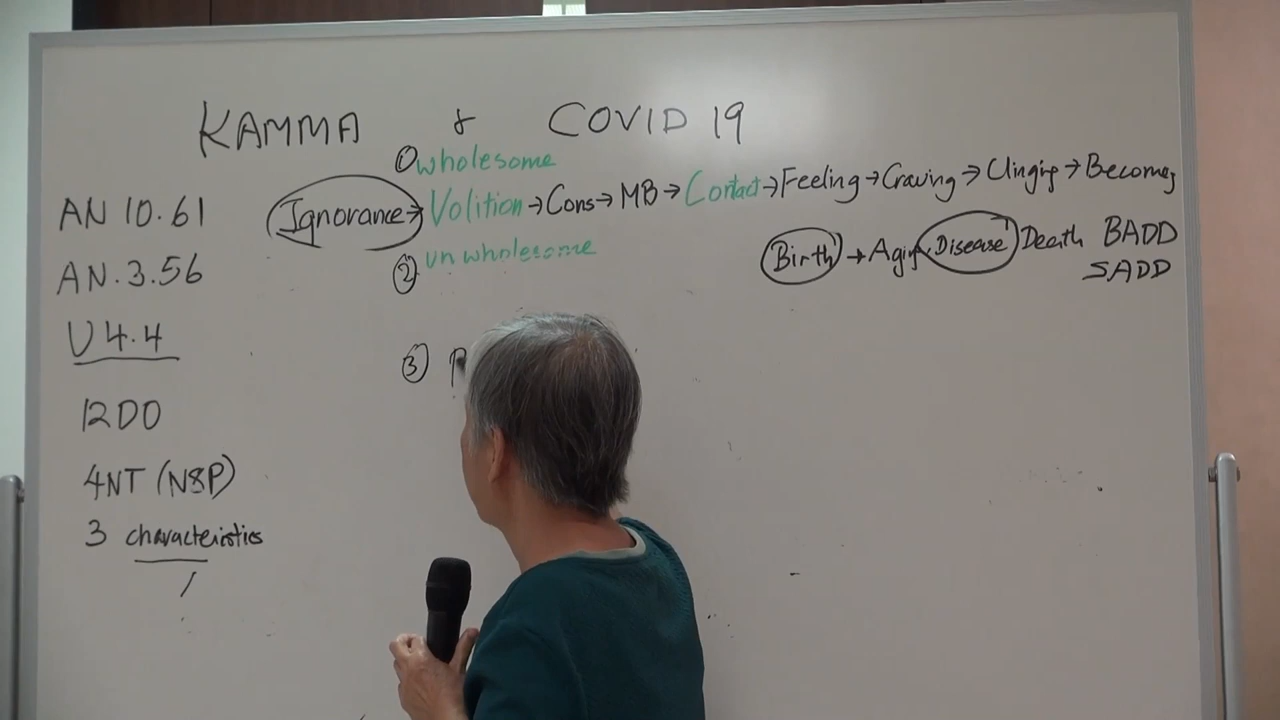 KAMMA & COVID 19
① wholesome
Ignorance → Volition → Cons → MB → Contact → Feeling → Craving → Clinging → Becomg
② unwholesome
Birth → Aging Disease Death BADD
SADD
③
AN 10.61
AN.3.56
U 4.4
12DO
4NT (N8P)
3 characteristics